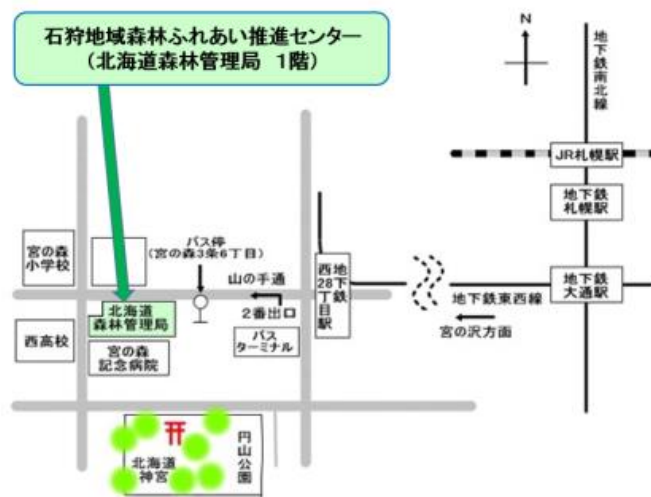 石狩地域森林ふれあい推進センター
（北海道森林管理局　1階）
N
地下鉄南北線
JR札幌駅
地下鉄
札幌駅
地下鉄
大通駅
地下鉄東西線
宮の沢方面
地下鉄
西28丁目駅
バス停
（宮の森3条6丁目）
山の手通
2番出口
バス
ターミナル
宮の森
小学校
北海道
森林管理局
西高校
宮の森
記念病院
北海道
神宮
円山公園